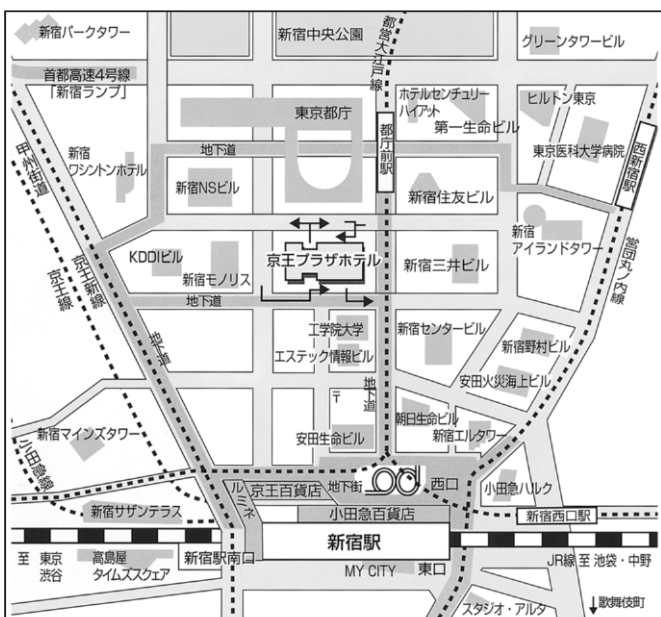 新宿パークタワー
新宿中央公園
都営大江戸線
グリーンタワービル
首都高速4号線
「新宿ランプ」
東京都庁
ホテルセンチュリー
ハイアット
ヒルトン東京
第一生命ビル
都庁前駅
西新宿駅
甲州街道
新宿
ワシントンホテル
地下道
東京医科大学病院
新宿NSビル
新宿住友ビル
新宿
アイランドタワー
京王線
京王新線
KDDIビル
京王プラザホテル
新宿モノリス
新宿三井ビル
営団丸ノ内線
地下道
地下道
工学院大学
エステック情報ビル
新宿センタービル
新宿野村ビル
安田火災海上ビル
地下道
〒
朝日生命ビル
新宿マインズタワー
安田生命ビル
新宿エルタワー
小田急線
ルミネ
京王百貨店
地下街
西口
小田急ハルク
新宿サザンテラス
小田急百貨店
新宿西口駅
至 東京
渋谷
高島屋
タイムズスクェア
新宿駅南口
新宿駅
JR線 至 池袋・中野
MY CITY
東口
スタジオ・アルタ
歌舞伎町